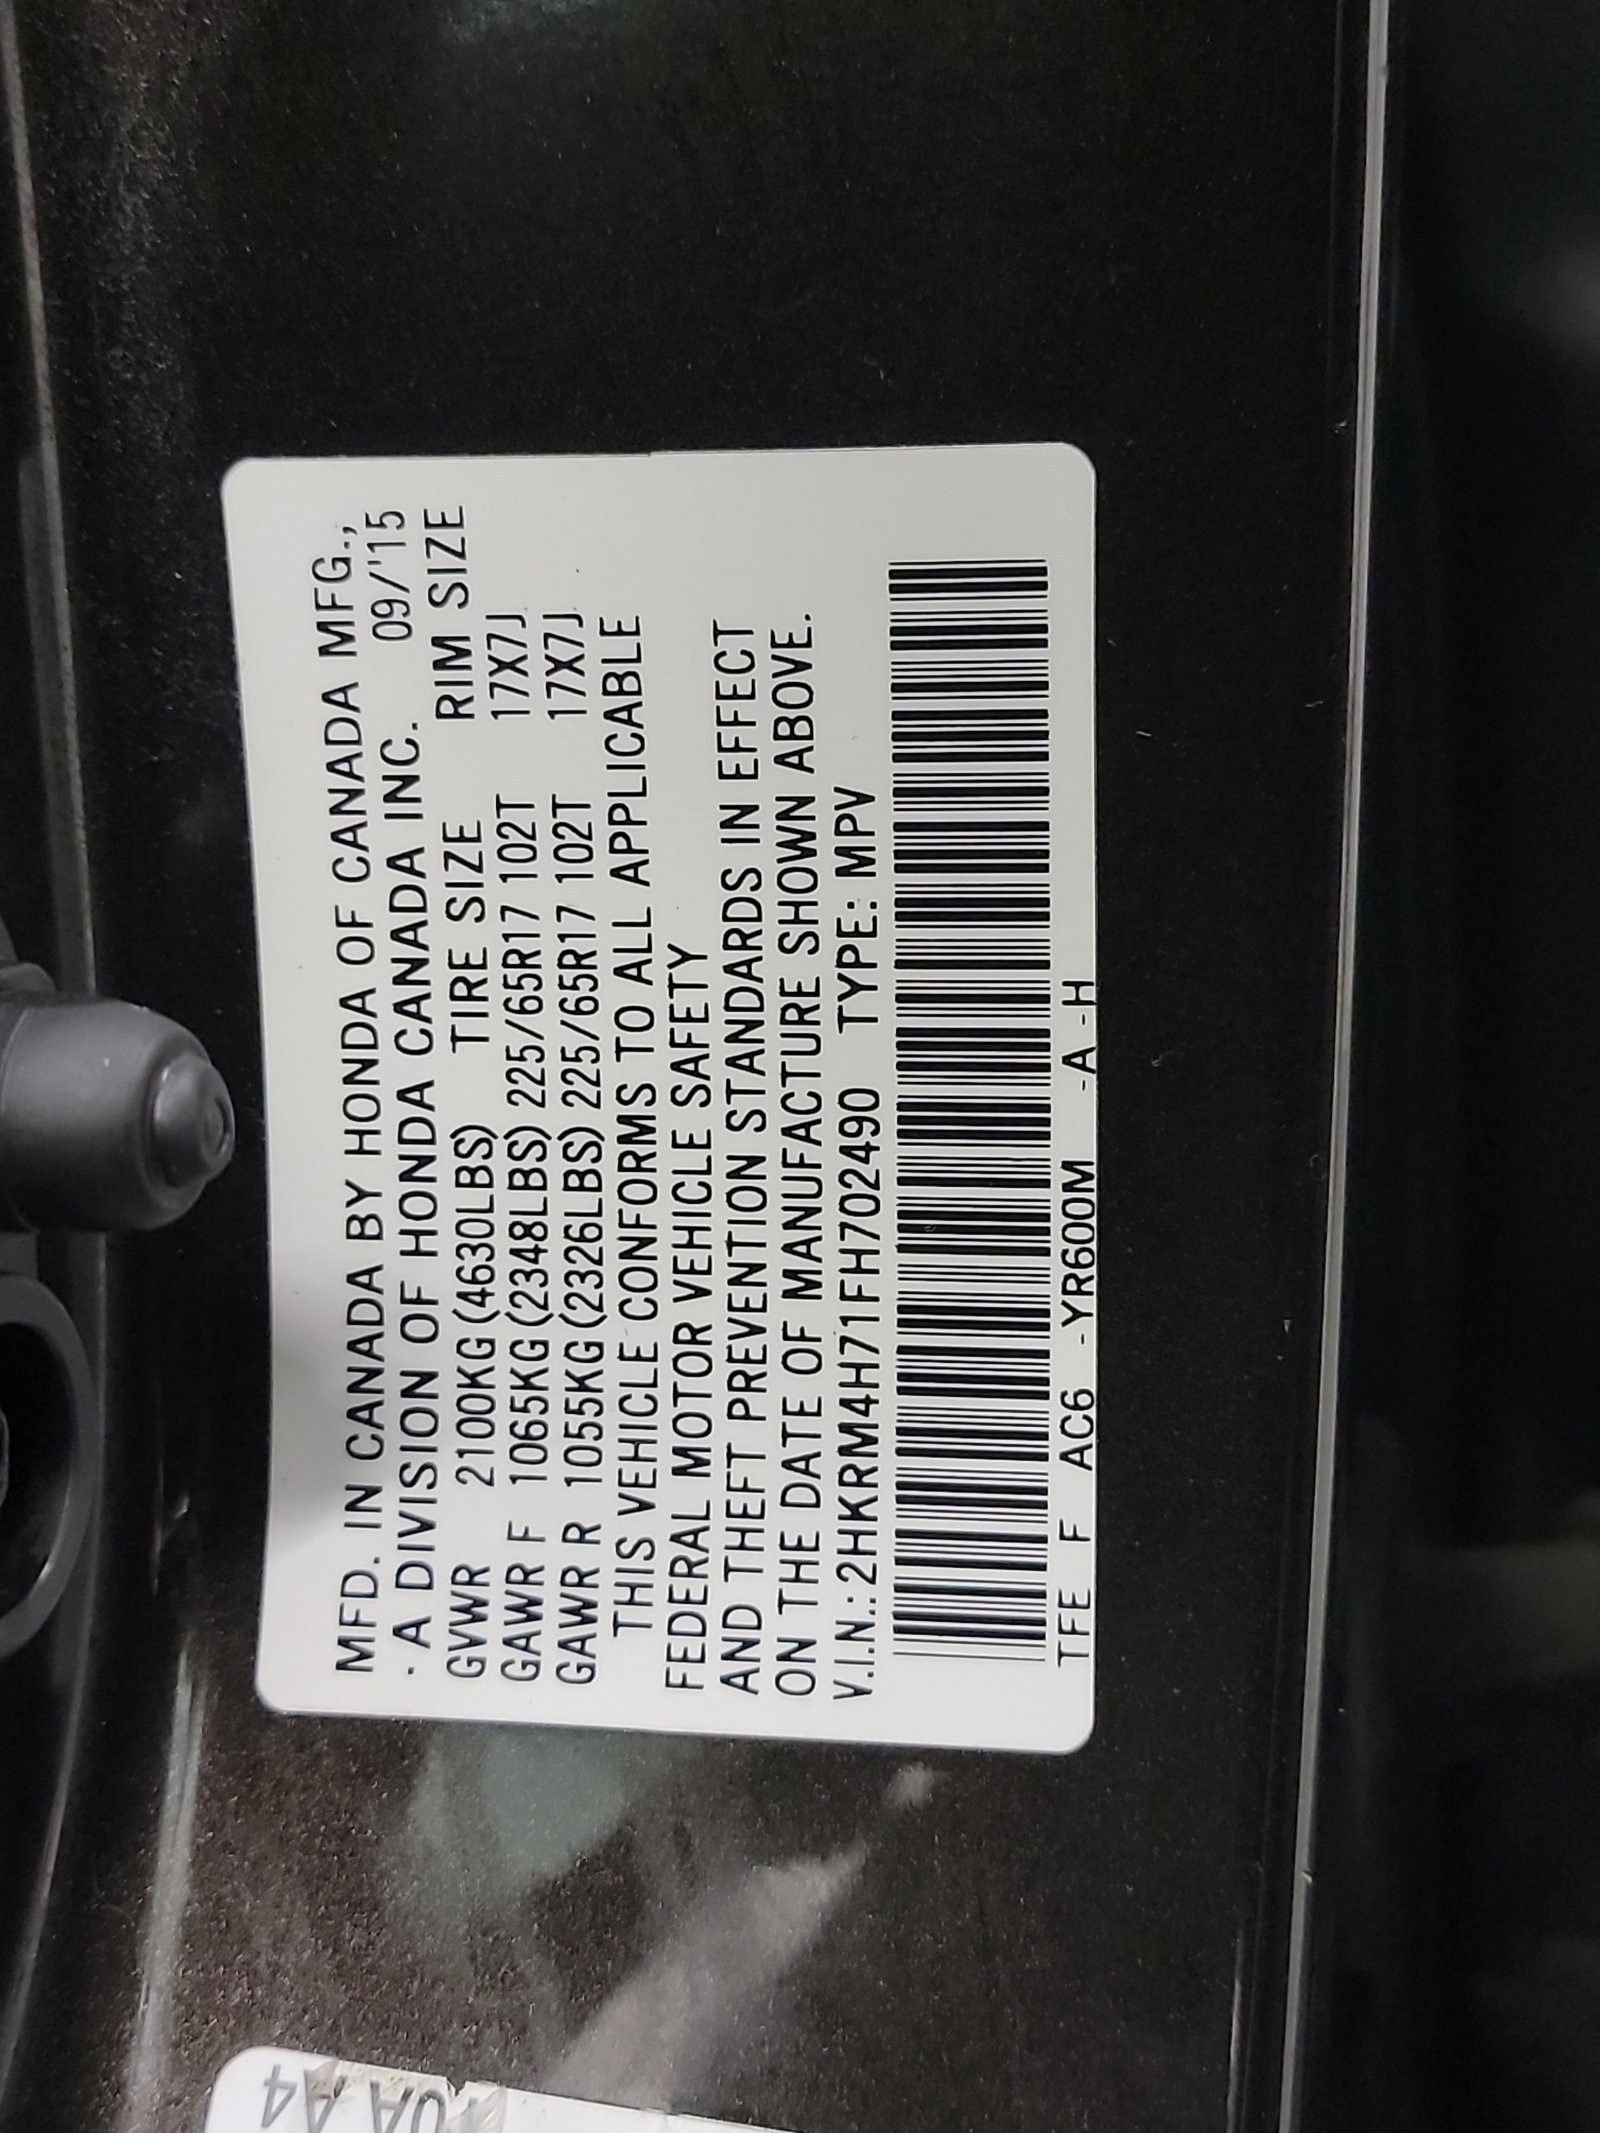 MFD. IN CANADA BY HONDA OF CANADA MFG.,
· A DIVISION OF HONDA CANADA INC. 09/'15
GVWR 2100KG (4630LBS) TIRE SIZE RIM SIZE
GAWR F 1065KG (2348LBS) 225/65R17 102T 17X7J
GAWR R 1055KG (2326LBS) 225/65R17 102T 17X7J
THIS VEHICLE CONFORMS TO ALL APPLICABLE
FEDERAL MOTOR VEHICLE SAFETY
AND THEFT PREVENTION STANDARDS IN EFFECT
ON THE DATE OF MANUFACTURE SHOWN ABOVE.
V.I.N.: 2HKRM4H71FH702490 TYPE: MPV
TFE F AC6 -YR600M -A -H
A4